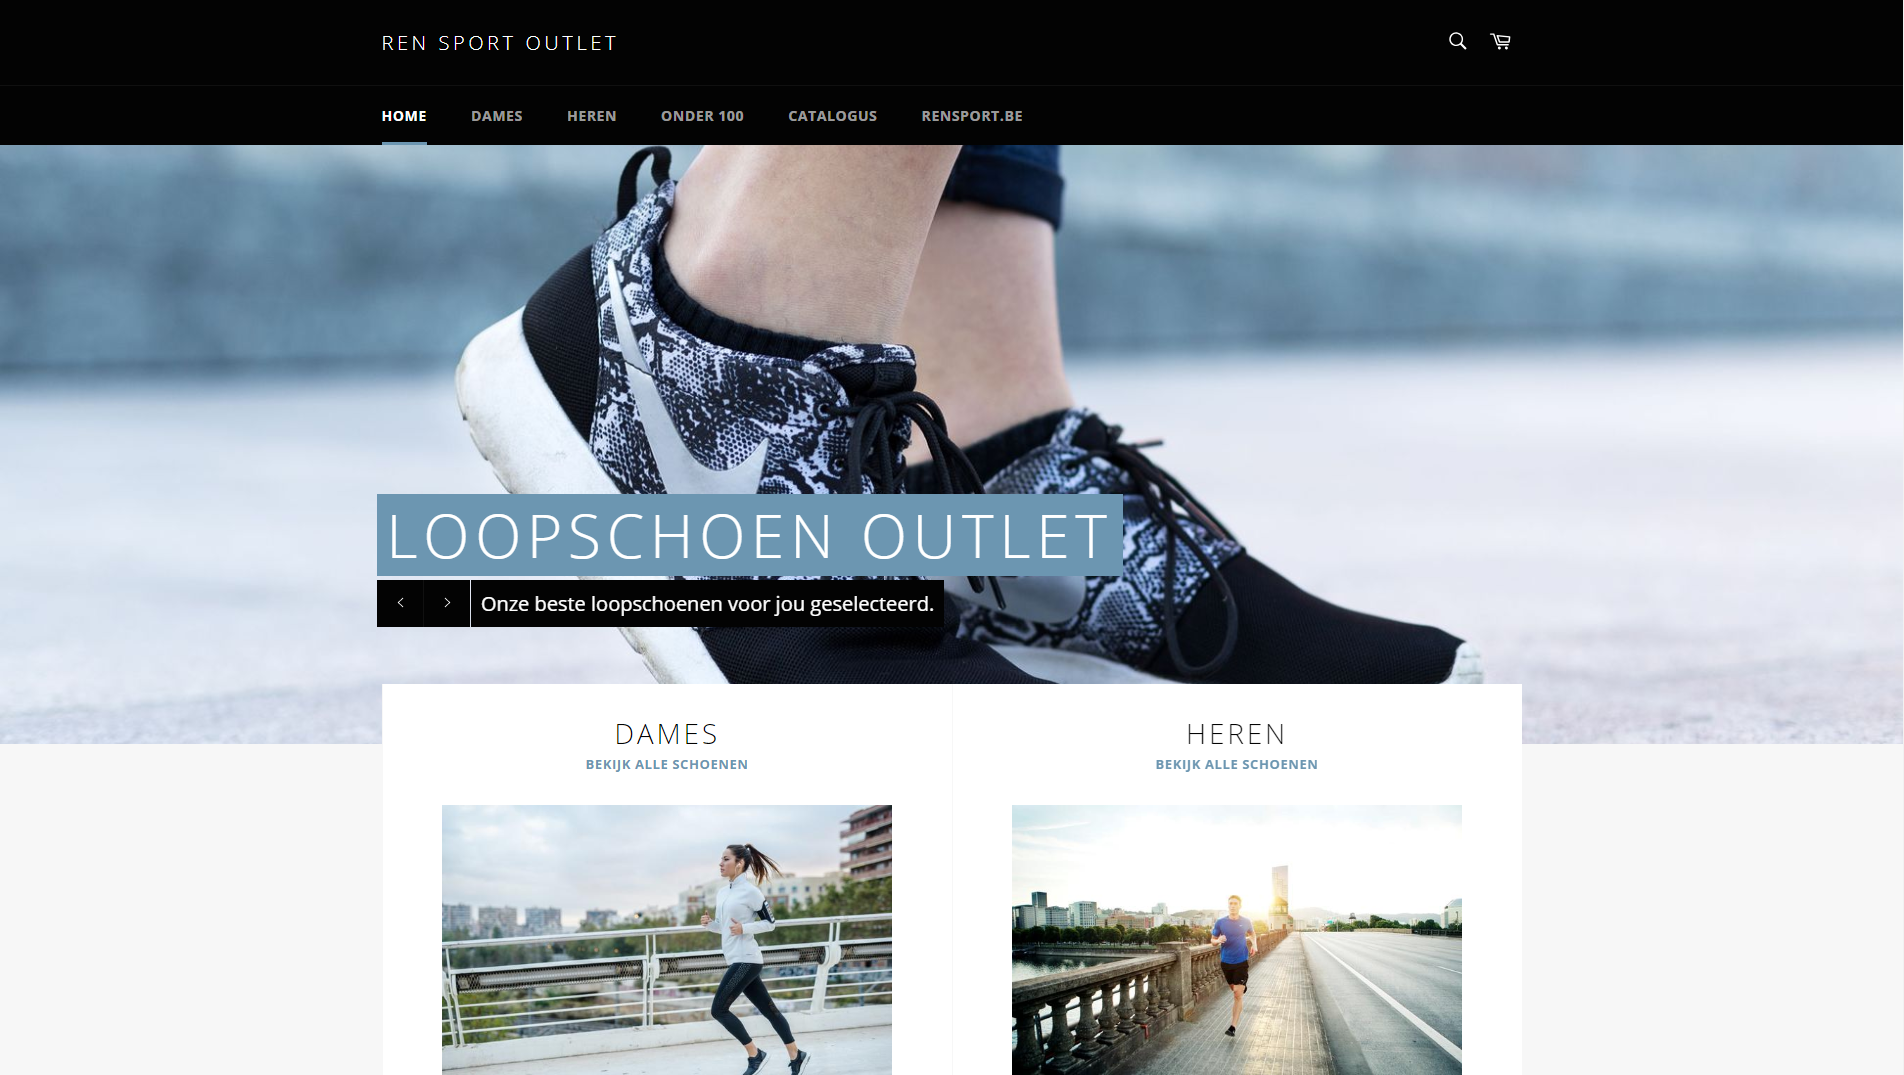 REN SPORT OUTLET
HOME DAMES HEREN ONDER 100 CATALOGUS RENSPORT.BE
LOOPSCHOEN OUTLET
Onze beste loopschoenen voor jou geselecteerd.
DAMES
BEKIJK ALLE SCHOENEN
HEREN
BEKIJK ALLE SCHOENEN